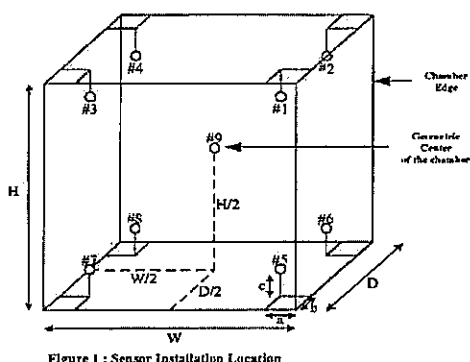 #4
#2
Chamber
Edge
#3
#1
#9
Geometric
Center
of the chamber
H
H/2
#8
#6
#7
#5
W/2
D/2
c
D
b
a
W
Figure 1 : Sensor Installation Location